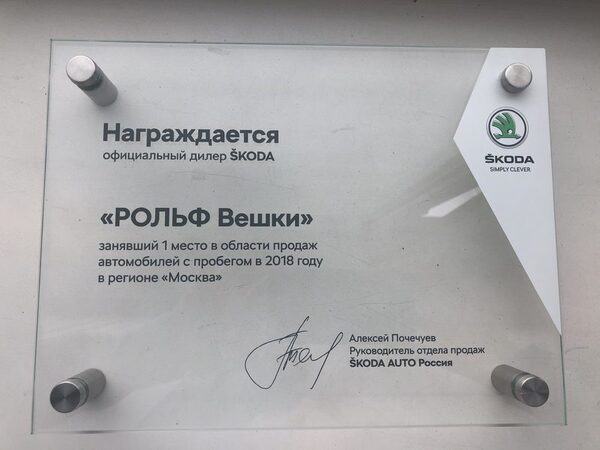 Награждается
официальный дилер ŠKODA
ŠKODA
SIMPLY CLEVER
«РОЛЬФ Вешки»
занявший 1 место в области продаж
автомобилей с пробегом в 2018 году
в регионе «Москва»
Алексей Почечуев
Руководитель отдела продаж
ŠKODA AUTO Россия